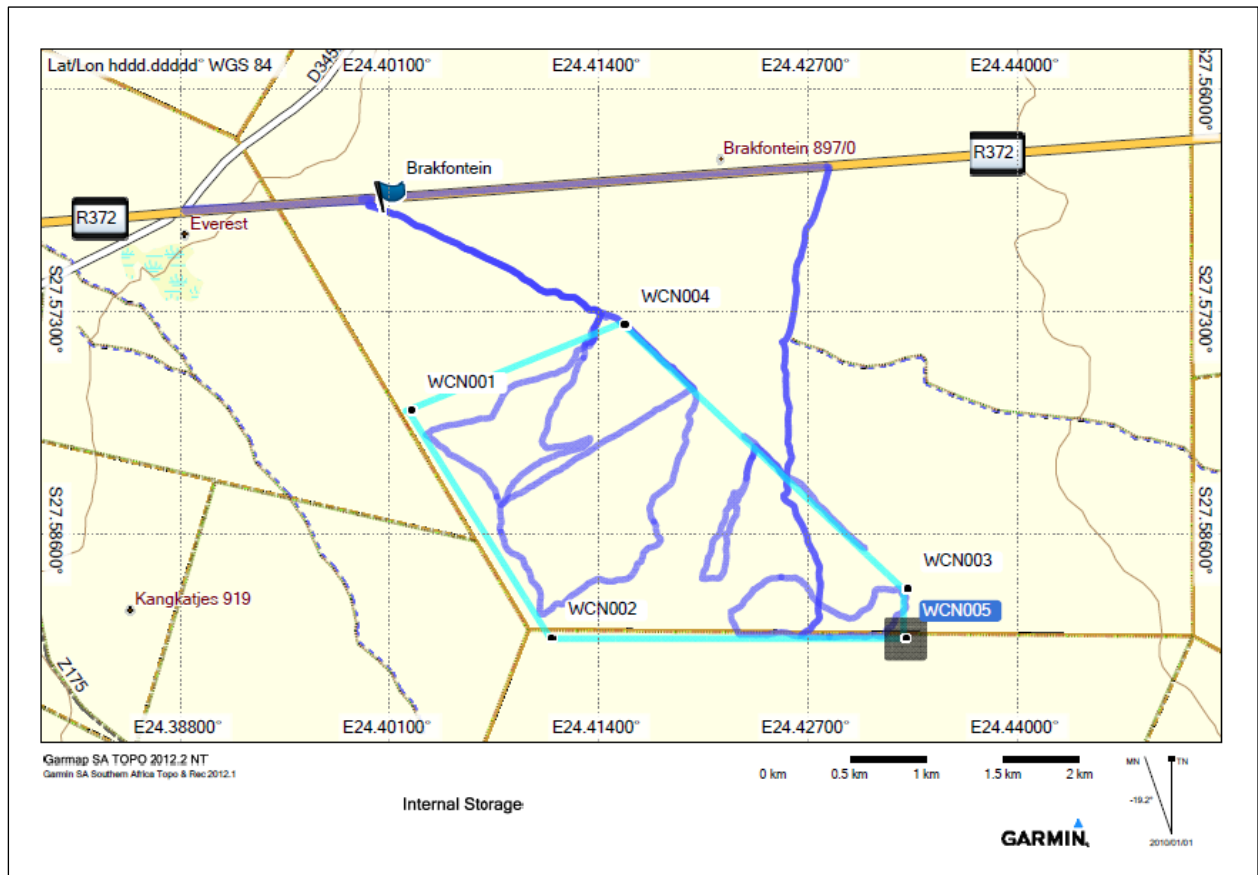 Lat/Lon hddd.ddddd° WGS 84
E24.40100°
E24.41400°
E24.42700°
E24.44000°
D345
S27.56000°
Brakfontein 897/0
R372
Brakfontein
R372
Everest
WCN004
S27.57300°
S27.57300°
WCN001
S27.58600°
S27.58600°
WCN003
Kangkatjes 919
WCN002
WCN005
Z175
E24.38800°
E24.40100°
E24.41400°
E24.42700°
E24.44000°
Garmap SA TOPO 2012.2 NT
Garmin SA Southern Africa Topo & Rec 2012.1
0 km
0.5 km
1 km
1.5 km
2 km
MN
TN
-19.2°
Internal Storage
GARMIN.
2010/01/01